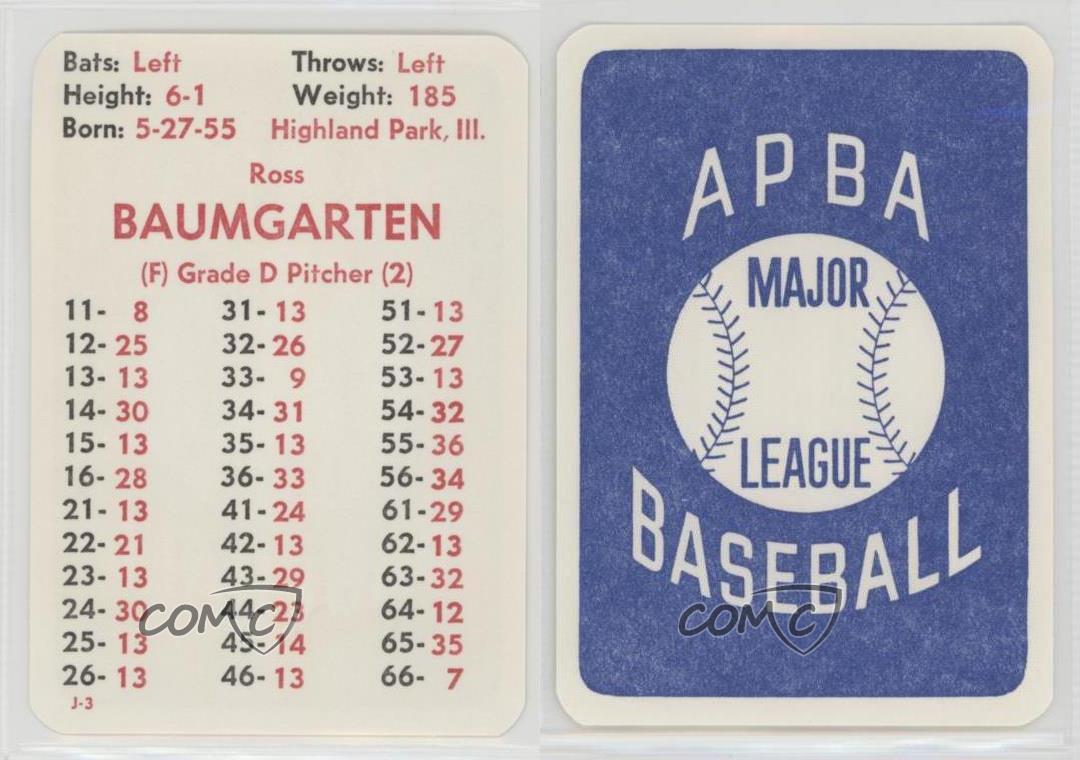 Bats: Left Throws: Left
Height: 6-1 Weight: 185
Born: 5-27-55 Highland Park, Ill.
Ross
BAUMGARTEN
(F) Grade D Pitcher (2)
11- 8 31- 13 51- 13
12- 25 32- 26 52- 27
13- 13 33- 9 53- 13
14- 30 34- 31 54- 32
15- 13 35- 13 55- 36
16- 28 36- 33 56- 34
21- 13 41- 24 61- 29
22- 21 42- 13 62- 13
23- 13 43- 29 63- 32
24- 30 44- 23 64- 12
25- 13 45- 14 65- 35
26- 13 46- 13 66- 7
J-3
COMC
APBA
MAJOR
LEAGUE
BASEBALL
COMC